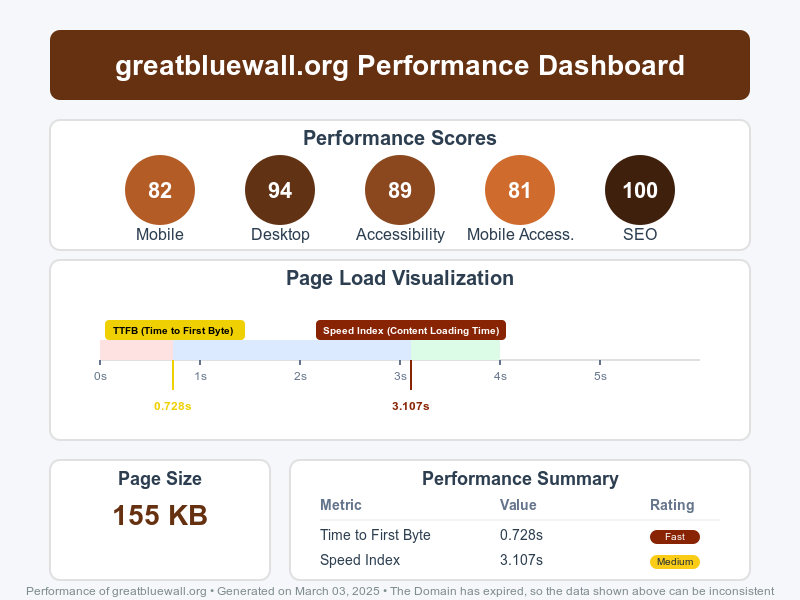 greatbluewall.org Performance Dashboard
Performance Scores
82 94 89 81 100
Mobile Desktop Accessibility Mobile Access. SEO
Page Load Visualization
TTFB (Time to First Byte) Speed Index (Content Loading Time)
0s 1s 2s 3s 4s 5s
0.728s 3.107s
Page Size
155 KB
Performance Summary
Metric Value Rating
Time to First Byte 0.728s Fast
Speed Index 3.107s Medium
Performance of greatbluewall.org • Generated on March 03, 2025 • The Domain has expired, so the data shown above can be inconsistent